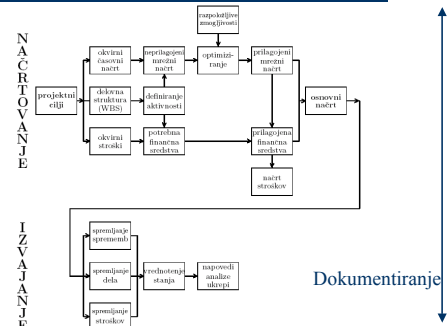 NAČRTOVANJE
razpoložljive
zmogljivosti
okvirni
časovni
načrt
neprilagojeni
mrežni
načrt
optimizi-
ranje
prilagojeni
mrežni
načrt
projektni
cilji
delovna
struktura
(WBS)
definiranje
aktivnosti
osnovni
načrt
okvirni
stroški
potrebna
finančna
sredstva
prilagojena
finančna
sredstva
načrt
stroškov
IZVAJANJE
spremljanje
sprememb
spremljanje
dela
vrednotenje
stanja
napovedi
analize
ukrepi
spremljanje
stroškov
Dokumentiranje